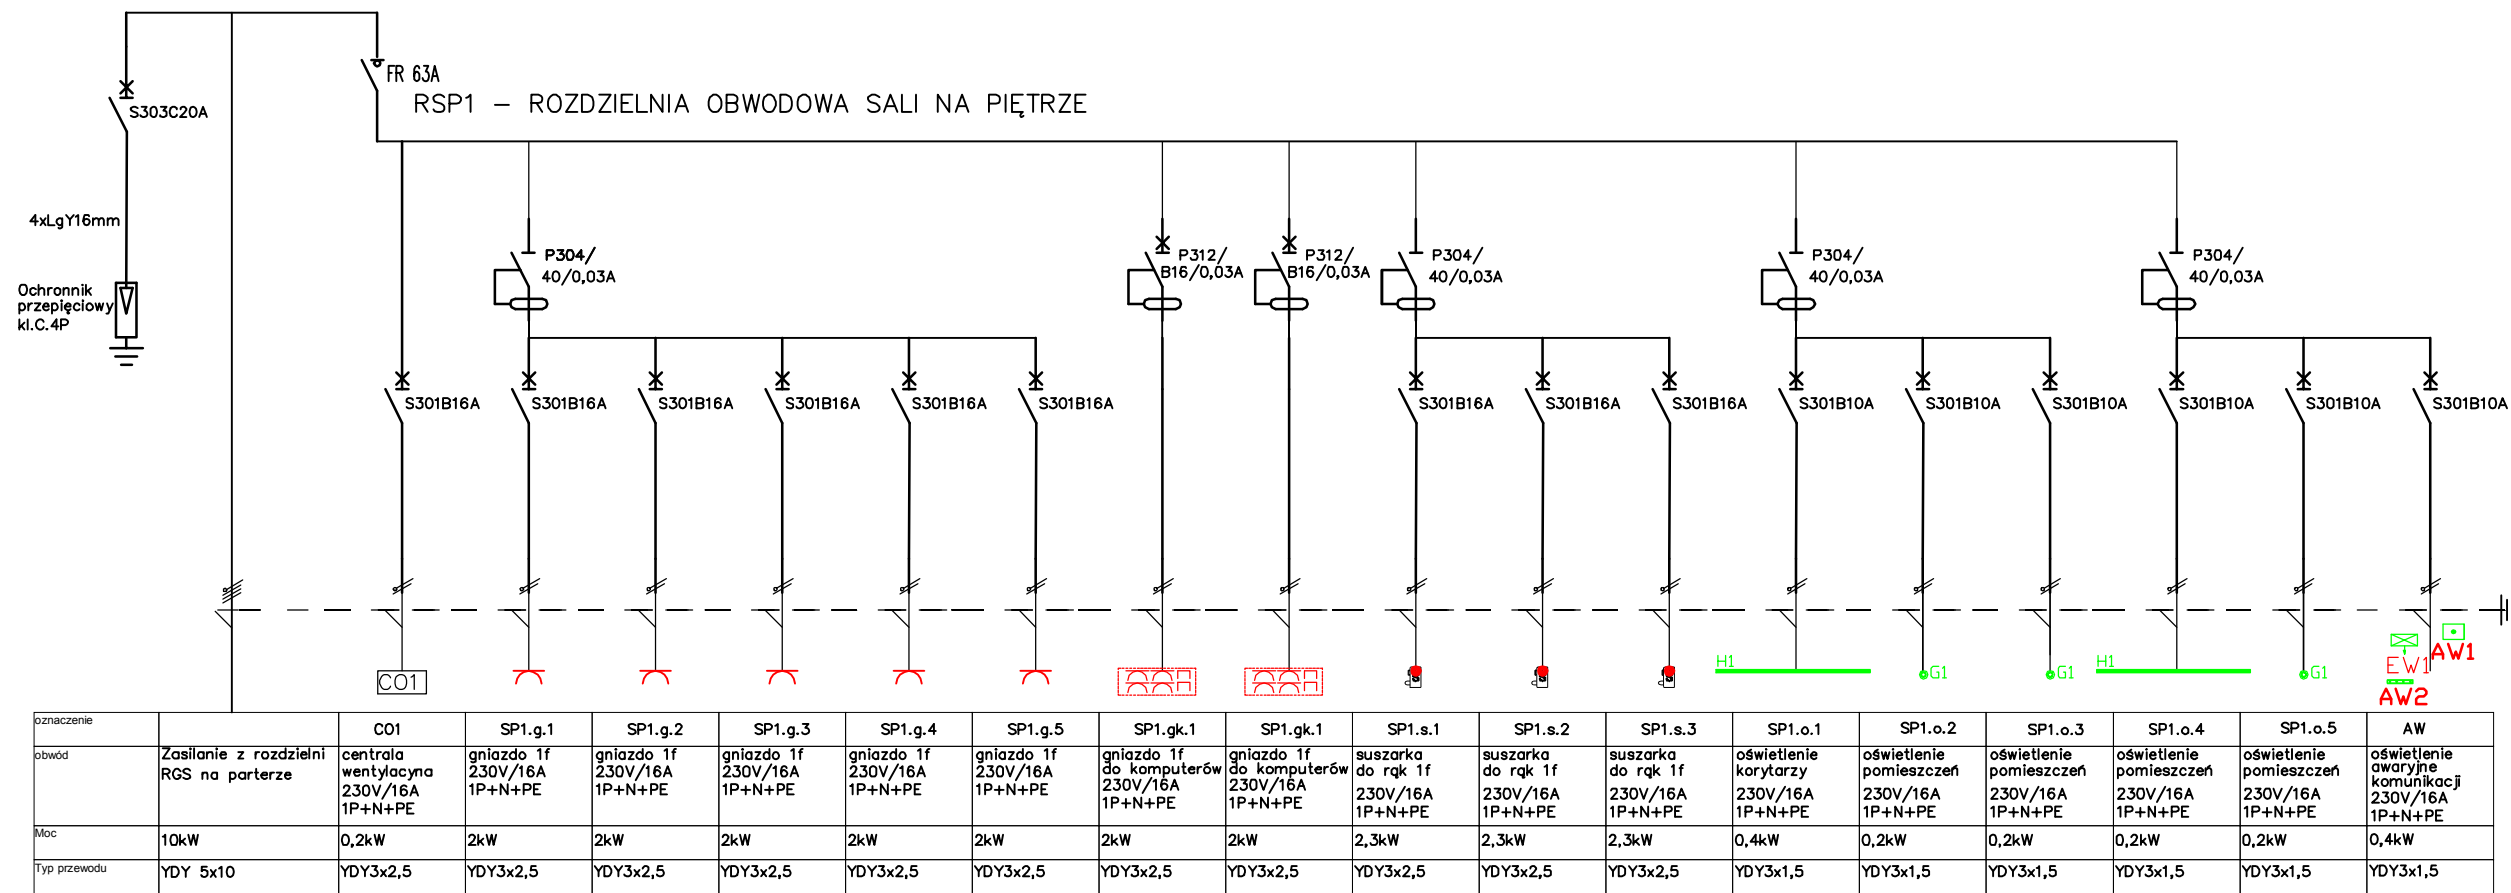 FR 63A
S303C20A
RSP1 – ROZDZIELNIA OBWODOWA SALI NA PIĘTRZE
4xLgY16mm
Ochronnik
przepięciowy
kl.C.4P
P304/
40/0,03A
P312/
B16/0,03A
P312/
B16/0,03A
P304/
40/0,03A
P304/
40/0,03A
P304/
40/0,03A
S301B16A S301B16A S301B16A S301B16A S301B16A S301B16A S301B16A S301B16A S301B16A S301B10A S301B10A S301B10A S301B10A S301B10A S301B10A
CO1
H1
G1
G1
H1
G1
EW1
AW1
AW2
oznaczenie CO1 SP1.g.1 SP1.g.2 SP1.g.3 SP1.g.4 SP1.g.5 SP1.gk.1 SP1.gk.1 SP1.s.1 SP1.s.2 SP1.s.3 SP1.o.1 SP1.o.2 SP1.o.3 SP1.o.4 SP1.o.5 AW
obwód
Zasilanie z rozdzielni
RGS na parterze
centrala
wentylacyna
230V/16A
1P+N+PE
gniazdo 1f
230V/16A
1P+N+PE
gniazdo 1f
230V/16A
1P+N+PE
gniazdo 1f
230V/16A
1P+N+PE
gniazdo 1f
230V/16A
1P+N+PE
gniazdo 1f
230V/16A
1P+N+PE
gniazdo 1f
do komputerów
230V/16A
1P+N+PE
gniazdo 1f
do komputerów
230V/16A
1P+N+PE
suszarka
do rąk 1f
230V/16A
1P+N+PE
suszarka
do rąk 1f
230V/16A
1P+N+PE
suszarka
do rąk 1f
230V/16A
1P+N+PE
oświetlenie
korytarzy
230V/16A
1P+N+PE
oświetlenie
pomieszczeń
230V/16A
1P+N+PE
oświetlenie
pomieszczeń
230V/16A
1P+N+PE
oświetlenie
pomieszczeń
230V/16A
1P+N+PE
oświetlenie
pomieszczeń
230V/16A
1P+N+PE
oświetlenie
awaryjne
komunikacji
230V/16A
1P+N+PE
Moc 10kW 0,2kW 2kW 2kW 2kW 2kW 2kW 2kW 2kW 2,3kW 2,3kW 2,3kW 0,4kW 0,2kW 0,2kW 0,2kW 0,2kW 0,4kW
Typ przewodu YDY 5x10 YDY3x2,5 YDY3x2,5 YDY3x2,5 YDY3x2,5 YDY3x2,5 YDY3x2,5 YDY3x2,5 YDY3x2,5 YDY3x2,5 YDY3x2,5 YDY3x2,5 YDY3x1,5 YDY3x1,5 YDY3x1,5 YDY3x1,5 YDY3x1,5 YDY3x1,5